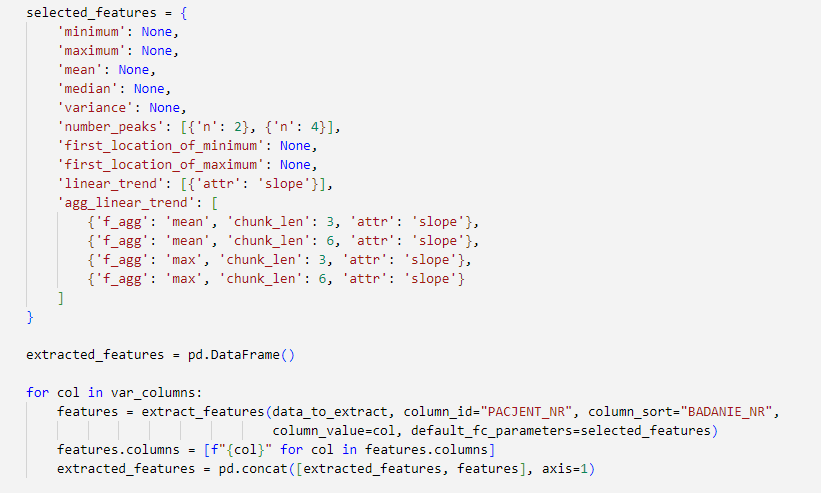 selected_features = {
    'minimum': None,
    'maximum': None,
    'mean': None,
    'median': None,
    'variance': None,
    'number_peaks': [{'n': 2}, {'n': 4}],
    'first_location_of_minimum': None,
    'first_location_of_maximum': None,
    'linear_trend': [{'attr': 'slope'}],
    'agg_linear_trend': [
        {'f_agg': 'mean', 'chunk_len': 3, 'attr': 'slope'},
        {'f_agg': 'mean', 'chunk_len': 6, 'attr': 'slope'},
        {'f_agg': 'max', 'chunk_len': 3, 'attr': 'slope'},
        {'f_agg': 'max', 'chunk_len': 6, 'attr': 'slope'}
    ]
}

extracted_features = pd.DataFrame()

for col in var_columns:
    features = extract_features(data_to_extract, column_id="PACJENT_NR", column_sort="BADANIE_NR",
                                column_value=col, default_fc_parameters=selected_features)
    features.columns = [f"{col}" for col in features.columns]
    extracted_features = pd.concat([extracted_features, features], axis=1)